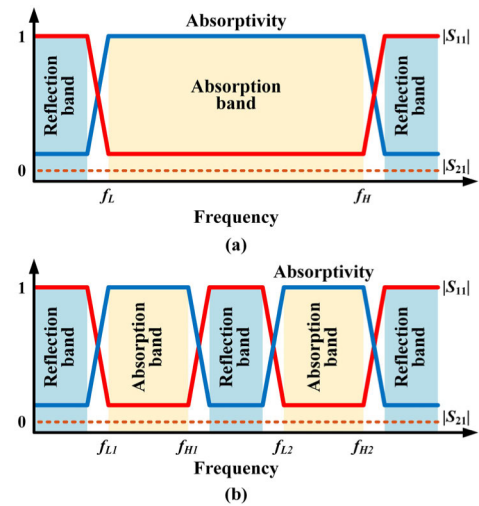 Absorptivity
1
|S11|
Reflection
band
Absorption
band
Reflection
band
0
|S21|
fL
fH
Frequency
(a)
Absorptivity
1
|S11|
Reflection
band
Absorption
band
Reflection
band
Absorption
band
Reflection
band
0
|S21|
fL1
fH1
fL2
fH2
Frequency
(b)